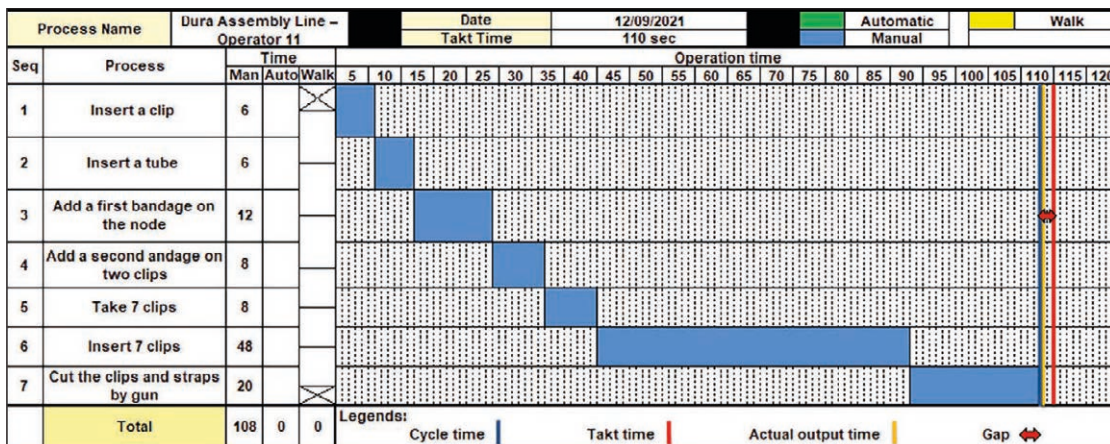 Process Name Dura Assembly Line – Operator 11 Date 12/09/2021 Automatic Walk
Takt Time 110 sec Manual
Seq Process Time Operation time
Man Auto Walk 5 10 15 20 25 30 35 40 45 50 55 60 65 70 75 80 85 90 95 100 105 110 115 120
1 Insert a clip 6
2 Insert a tube 6
3 Add a first bandage on the node 12
4 Add a second andage on two clips 8
5 Take 7 clips 8
6 Insert 7 clips 48
7 Cut the clips and straps by gun 20
Total 108 0 0 Legends:
Cycle time Takt time Actual output time Gap